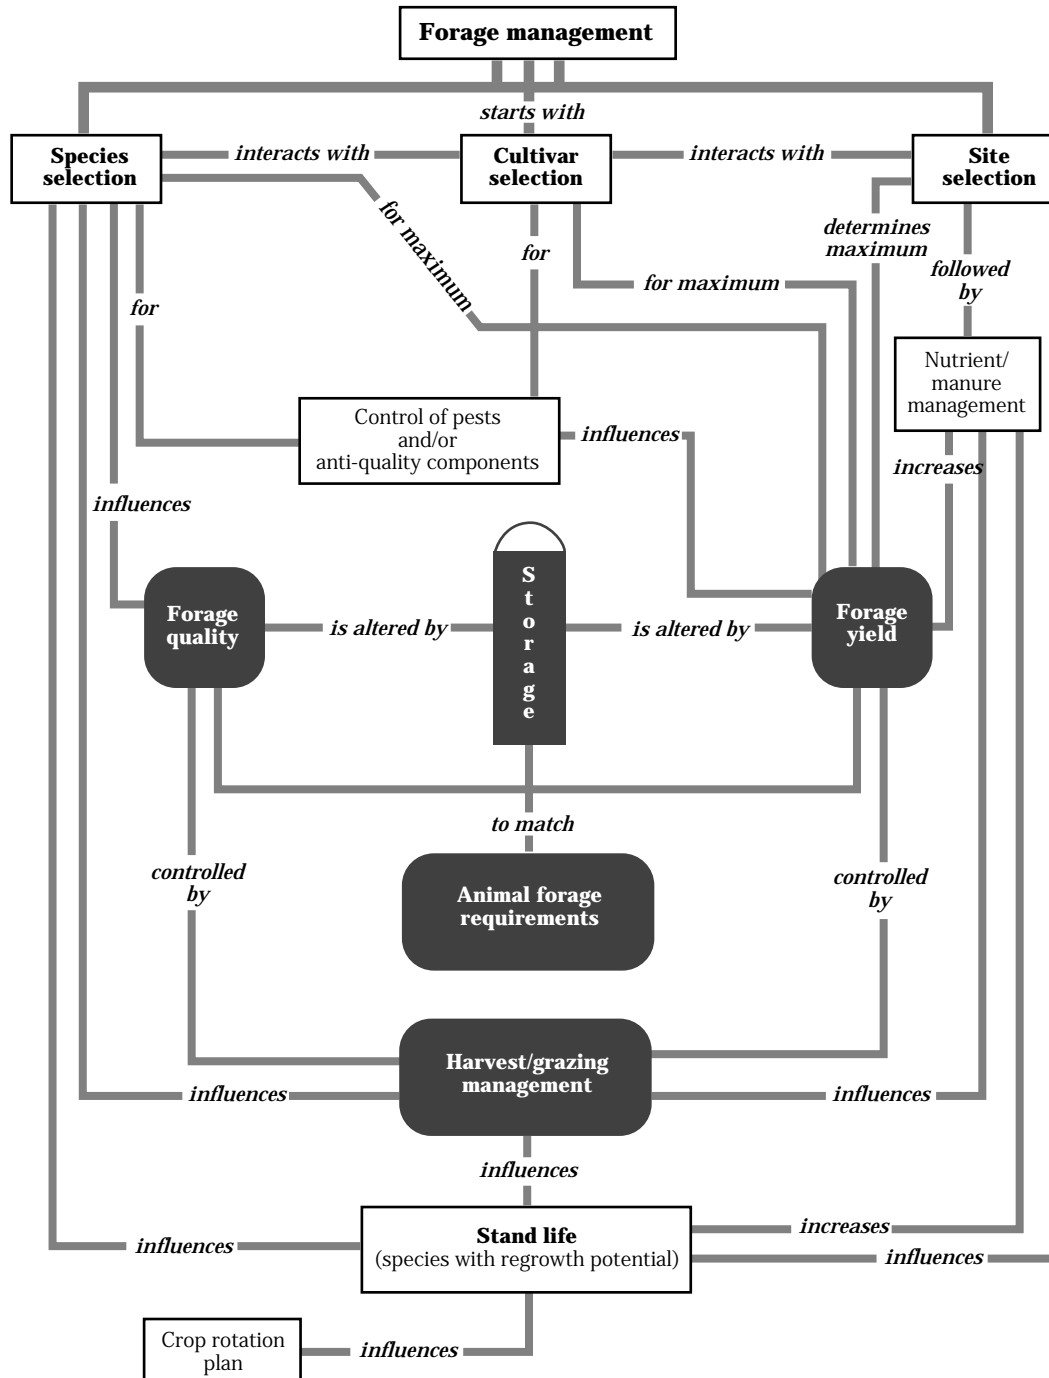 Forage management
starts with
Species
selection
interacts with
Cultivar
selection
interacts with
Site
selection
for maximum
for
for maximum
determines
maximum
followed
by
for
Nutrient/
manure
management
Control of pests
and/or
anti-quality components
influences
increases
influences
Storage
Forage
quality
is altered by
is altered by
Forage
yield
to match
controlled
by
Animal forage
requirements
controlled
by
Harvest/grazing
management
influences
influences
influences
Stand life
(species with regrowth potential)
influences
increases
influences
Crop rotation
plan
influences